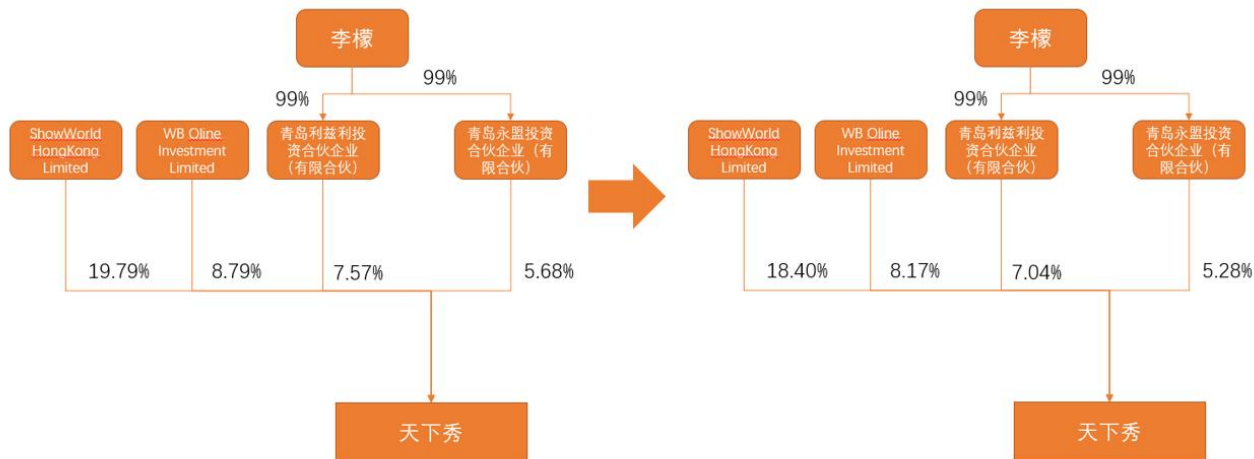 李檬
99%
99%
ShowWorld
HongKong
Limited
WB Oline
Investment
Limited
青岛利兹利投
资合伙企业
(有限合伙)
青岛永盟投资
合伙企业（有
限合伙）
19.79%
8.79%
7.57%
5.68%
天下秀
李檬
99%
99%
ShowWorld
HongKong
Limited
WB Oline
Investment
Limited
青岛利兹利投
资合伙企业
(有限合伙)
青岛永盟投资
合伙企业（有
限合伙）
18.40%
8.17%
7.04%
5.28%
天下秀